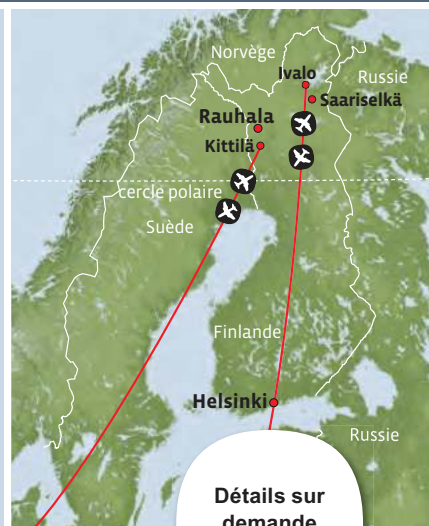 Norvège
Ivalo
Russie
Saariselkä
Rauhala
Kittilä
cercle polaire
Suède
Finlande
Helsinki
Russie
Détails sur
demande